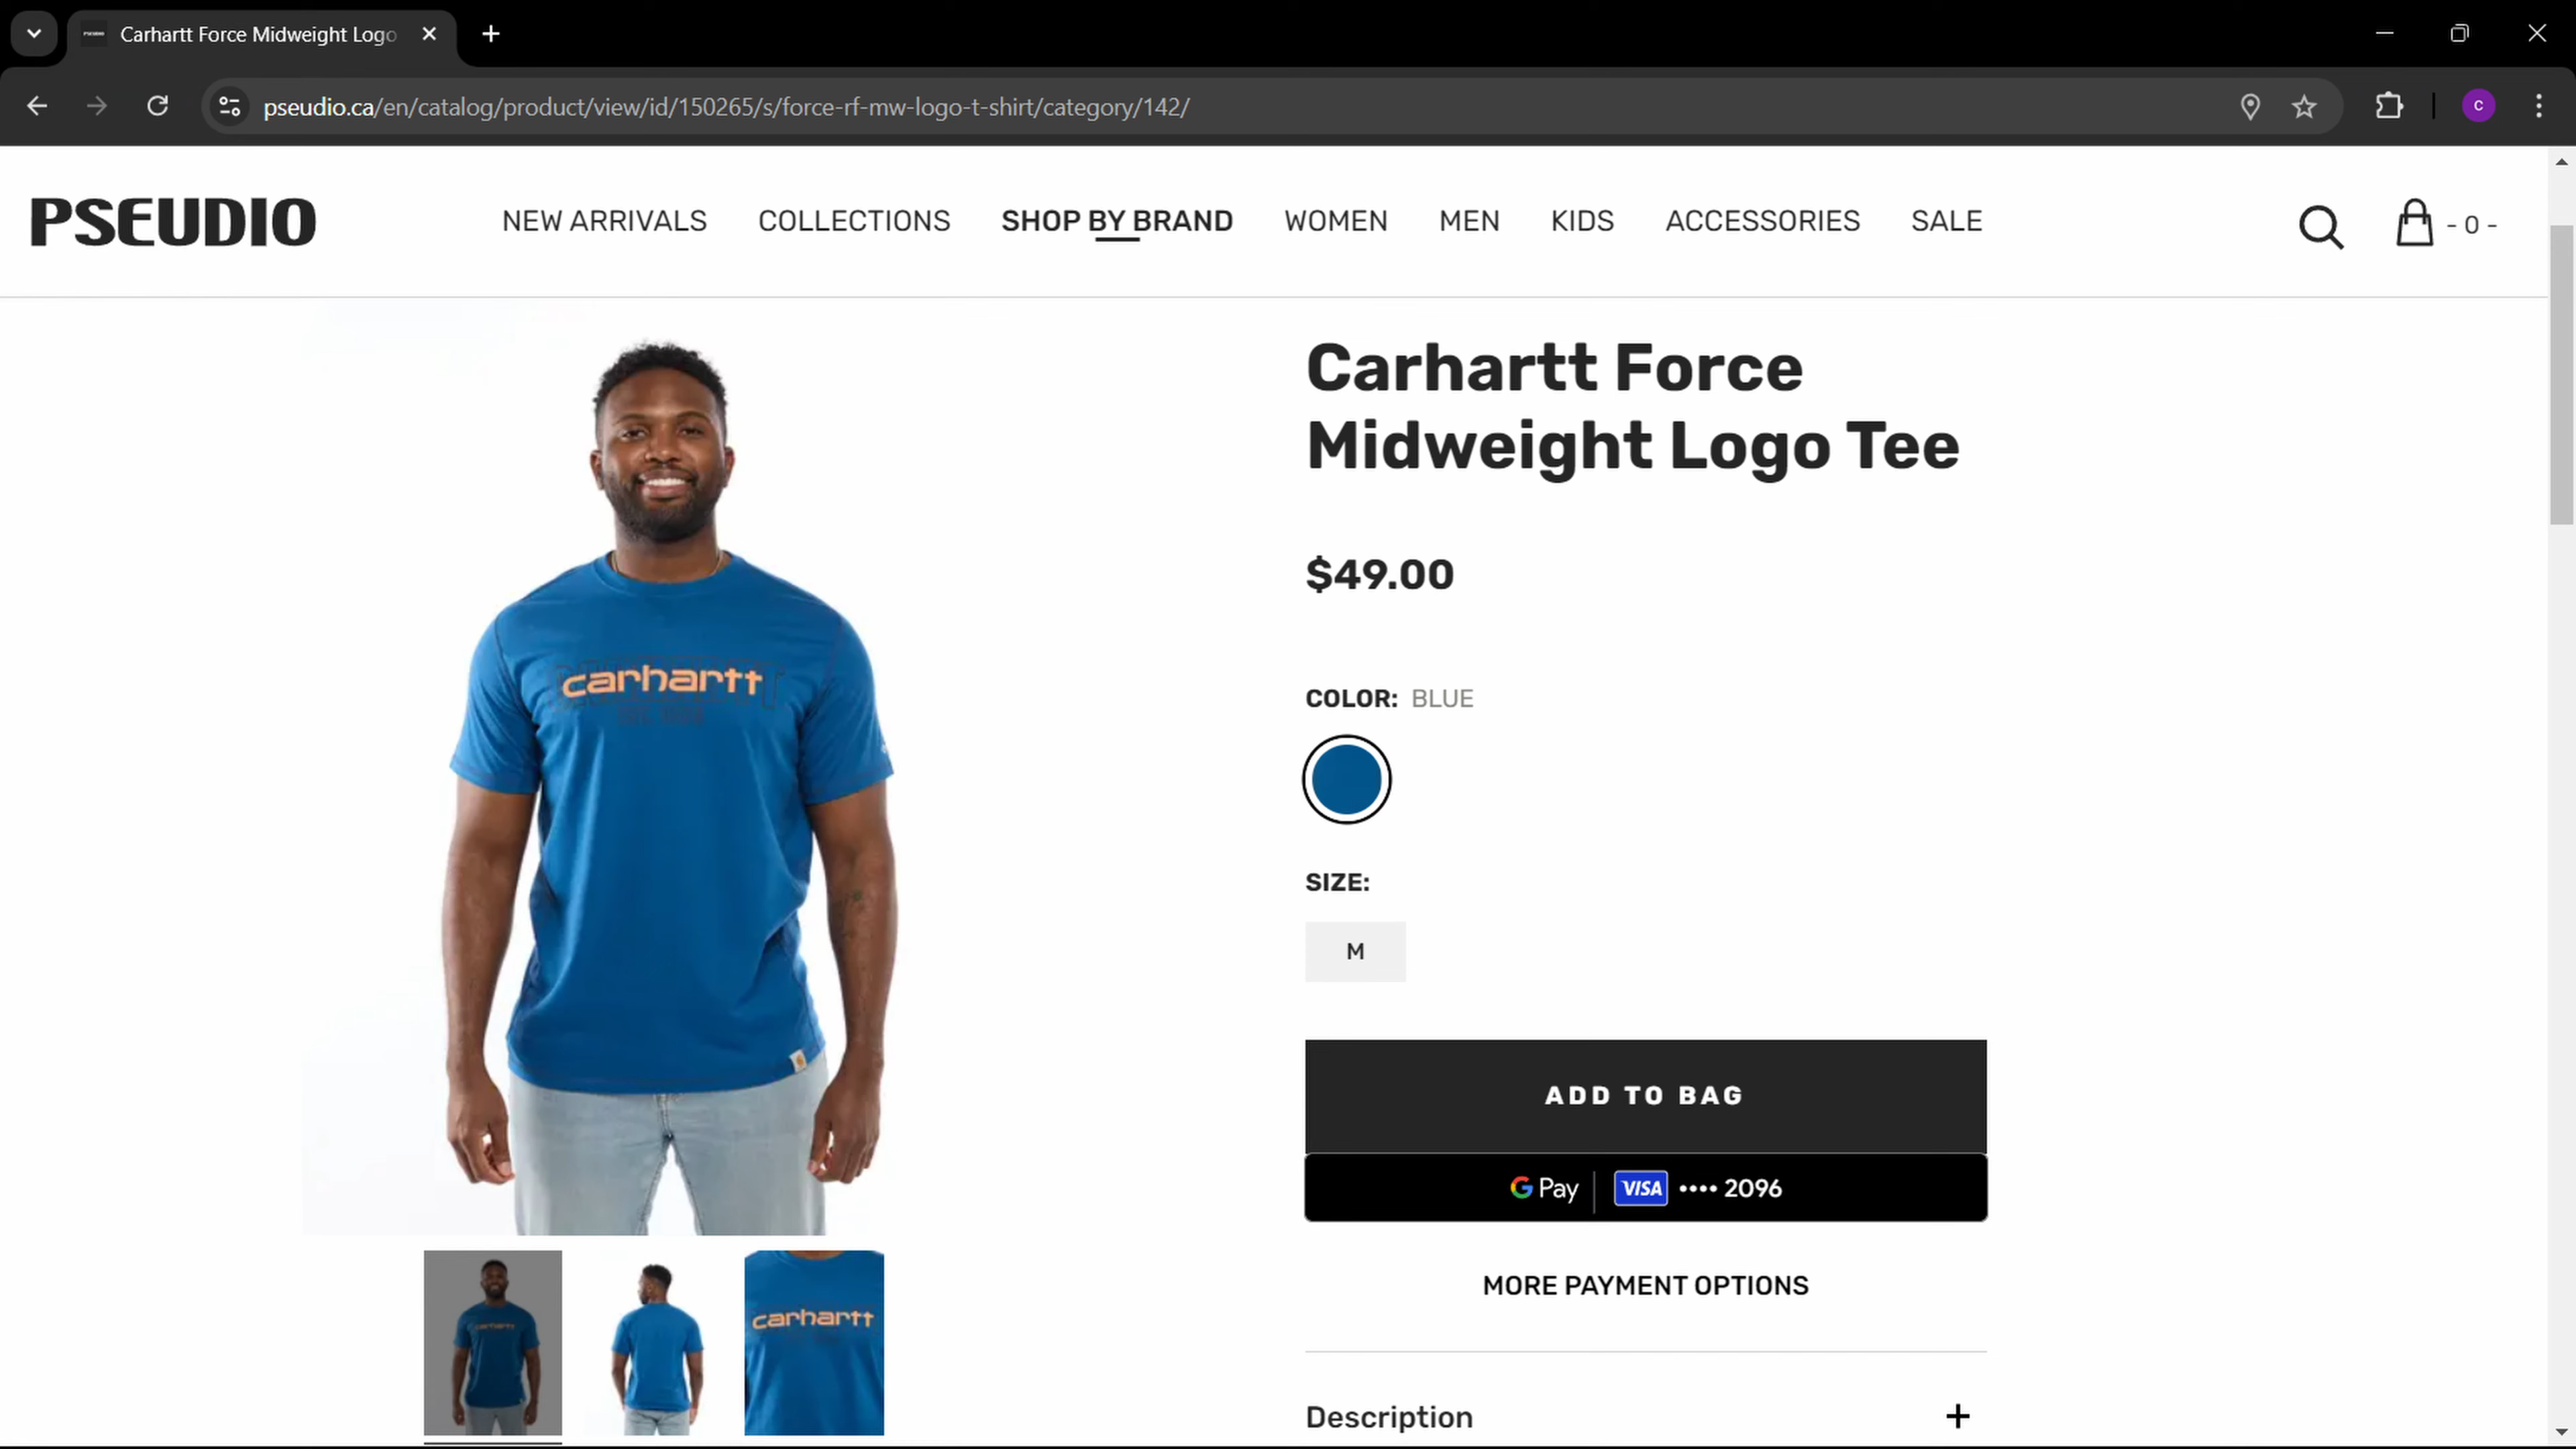 Carhartt Force Midweight Logo
pseudio.ca/en/catalog/product/view/id/150265/s/force-rf-mw-logo-t-shirt/category/142/
c
PSEUDIO
NEW ARRIVALS
COLLECTIONS
SHOP BY BRAND
WOMEN
MEN
KIDS
ACCESSORIES
SALE
- 0 -
carhartt
Carhartt Force
Midweight Logo Tee
$49.00
COLOR: BLUE
SIZE:
M
ADD TO BAG
G Pay VISA •••• 2096
MORE PAYMENT OPTIONS
carhartt
Description +